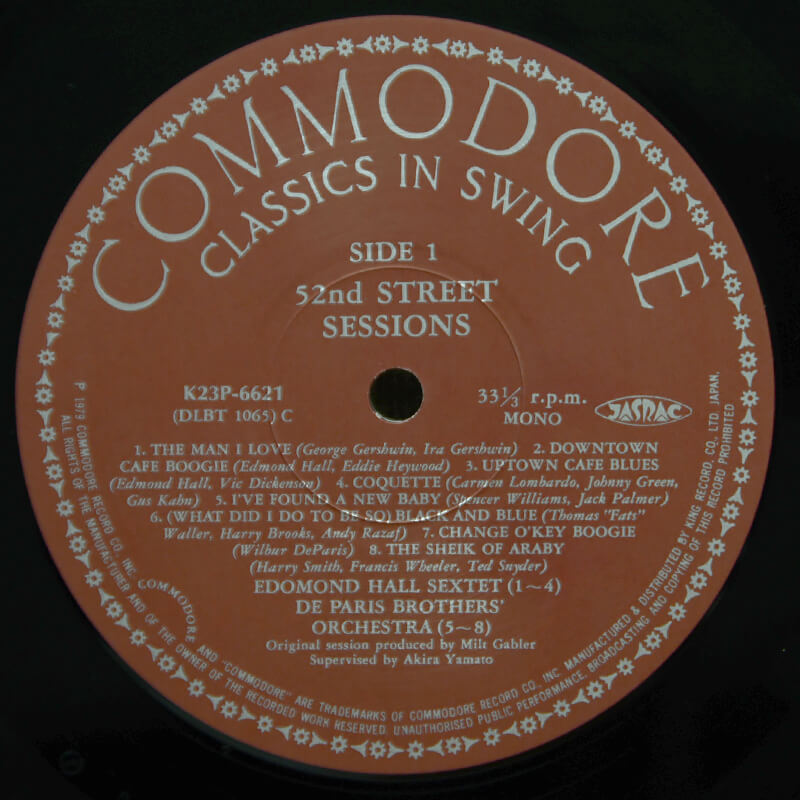 COMMODORE
CLASSICS IN SWING
SIDE 1
52nd STREET
SESSIONS
K23P-6621
(DLBT 1065) C
33 1/3 r.p.m.
MONO
JASRAC
1. THE MAN I LOVE (George Gershwin, Ira Gershwin) 2. DOWNTOWN
CAFE BOOGIE (Edmond Hall, Eddie Heywood) 3. UPTOWN CAFE BLUES
(Edmond Hall, Vic Dickenson) 4. COQUETTE (Carmen Lombardo, Johnny Green,
Gus Kahn) 5. I'VE FOUND A NEW BABY (Spencer Williams, Jack Palmer)
6. (WHAT DID I DO TO BE SO) BLACK AND BLUE (Thomas "Fats"
Waller, Harry Brooks, Andy Razaf) 7. CHANGE O'KEY BOOGIE
(Wilbur DeParis) 8. THE SHEIK OF ARABY
(Harry Smith, Francis Wheeler, Ted Snyder)
EDOMOND HALL SEXTET (1~4)
DE PARIS BROTHERS'
ORCHESTRA (5~8)
Original session produced by Milt Gabler
Supervised by Akira Yamato
℗ 1979 COMMODORE RECORD CO., INC. COMMODORE AND "COMMODORE" ARE TRADEMARKS OF COMMODORE RECORD CO., INC. MANUFACTURED & DISTRIBUTED BY KING RECORD, CO., LTD. JAPAN.
ALL RIGHTS OF THE MANUFACTURER AND OF THE OWNER OF THE RECORDED WORK RESERVED. UNAUTHORISED PUBLIC PERFORMANCE, BROADCASTING AND COPYING OF THIS RECORD PROHIBITED